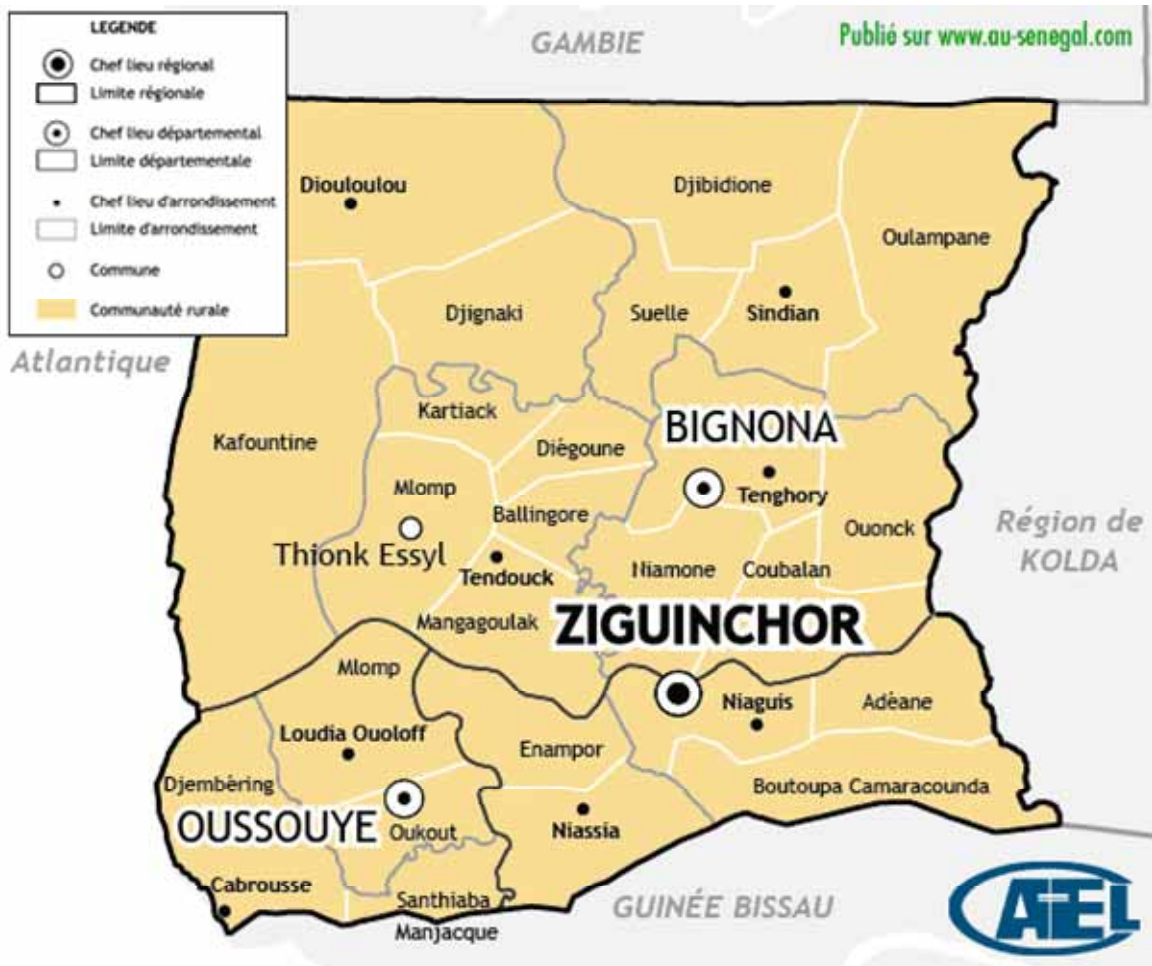 LEGENDE
Chef lieu régional
Limite régionale
Chef lieu départemental
Limite départementale
Chef lieu d'arrondissement
Limite d'arrondissement
Commune
Communauté rurale
GAMBIE
Publié sur www.au-senegal.com
Diouloulou
Djibidione
Oulampane
Djignaki
Suelle
Sindian
Atlantique
Kartiack
BIGNONA
Kafountine
Diègoune
Mlomp
Tenghory
Ballingore
Ouonck
Région de
KOLDA
Thionk Essyl
Tendouck
Niamone
Coubalan
Mangagoulak
ZIGUINCHOR
Mlomp
Niaguis
Adèane
Loudia Ouoloff
Enampor
Djembèring
Boutoupa Camaracounda
OUSSOUYE
Oukout
Niassia
Cabrousse
Santhiaba
Manjacque
GUINÉE BISSAU
ATEL